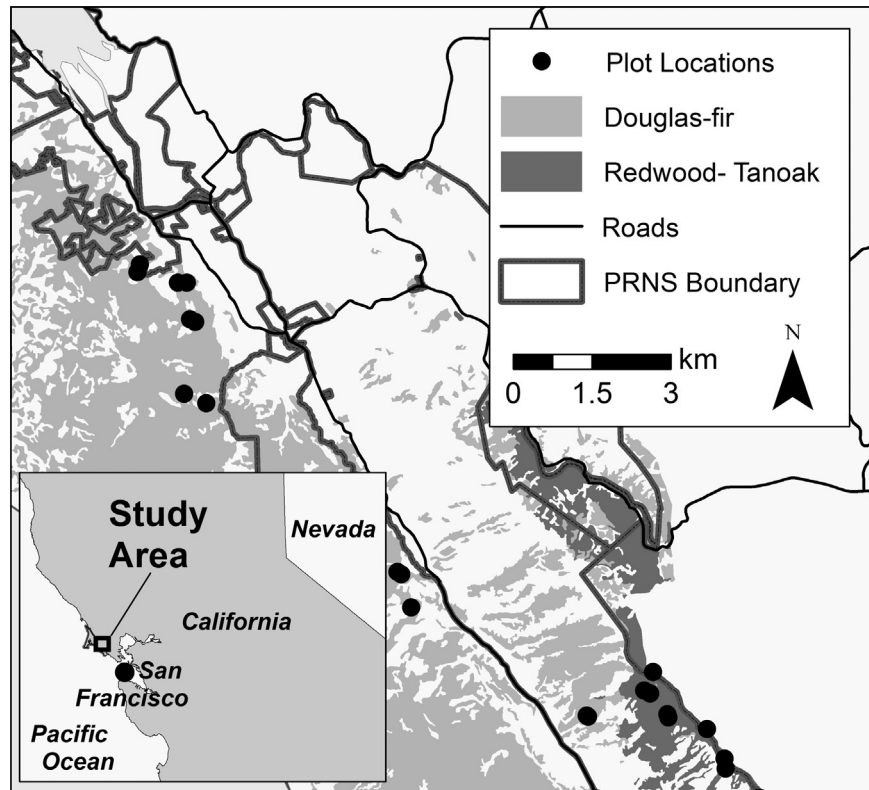 Plot Locations
Douglas-fir
Redwood- Tanoak
Roads
PRNS Boundary
km
0 1.5 3
N
Study
Area
Nevada
California
San
Francisco
Pacific
Ocean